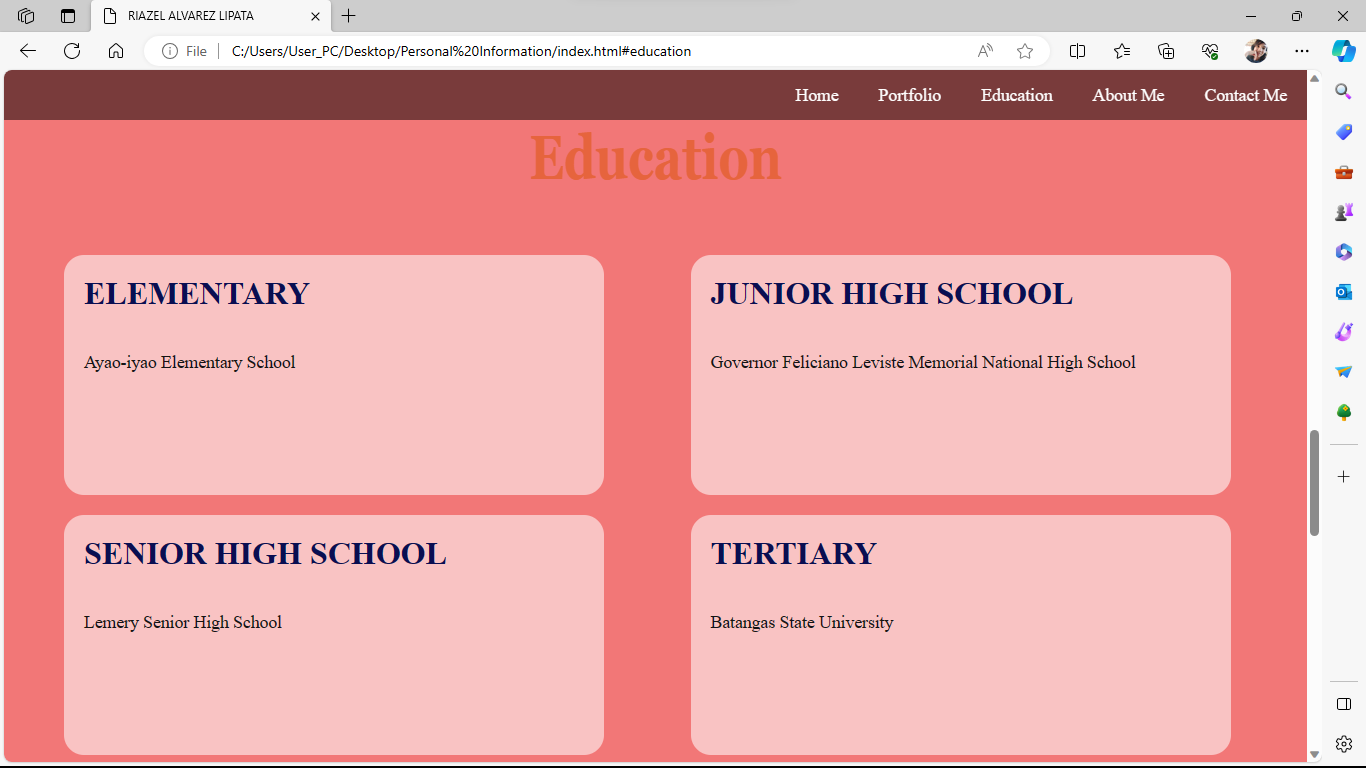 RIAZEL ALVAREZ LIPATA
File
C:/Users/User_PC/Desktop/Personal%20Information/index.html#education
Home Portfolio Education About Me Contact Me
Education
ELEMENTARY
Ayao-iyao Elementary School
JUNIOR HIGH SCHOOL
Governor Feliciano Leviste Memorial National High School
SENIOR HIGH SCHOOL
Lemery Senior High School
TERTIARY
Batangas State University